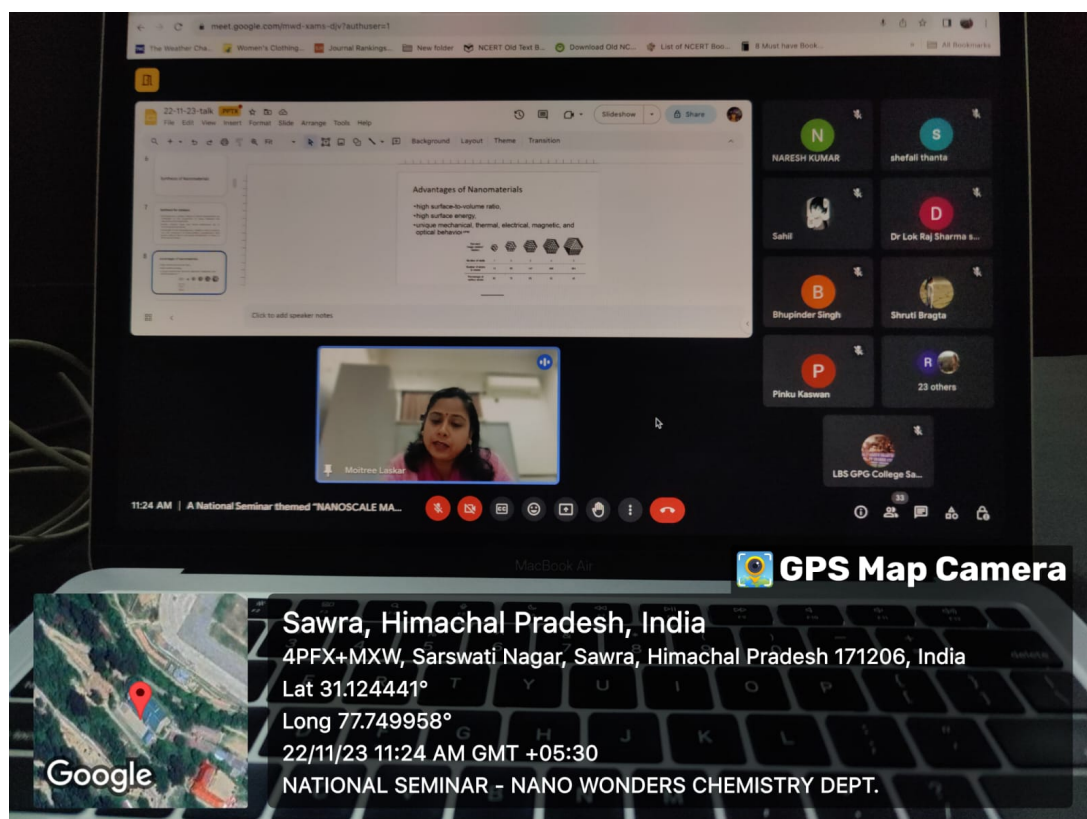 meet.google.com/mwd-xams-djv?authuser=1
The Weather Cha...
Women's Clothing...
Journal Rankings...
New folder
NCERT Old Text B...
Download Old NC...
List of NCERT Boo...
8 Must have Book...
All Bookmarks
22-11-23-talk .PPTX
File Edit View Insert Format Slide Arrange Tools Help
Slideshow
Share
Fit
Background Layout Theme Transition
6
Synthesis of Nanomaterials
7
8
Advantages of Nanomaterials
•high surface-to-volume ratio,
•high surface energy,
•unique mechanical, thermal, electrical, magnetic, and
optical behavior
Click to add speaker notes
N
NARESH KUMAR
s
shefali thanta
Sahil
D
Dr Lok Raj Sharma s...
B
Bhupinder Singh
Shruti Bragta
P
Pinku Kaswan
R
23 others
LBS GPG College Sa...
Moitree Laskar
11:24 AM | A National Seminar themed "NANOSCALE MA...
33
MacBook Air
GPS Map Camera
Sawra, Himachal Pradesh, India
4PFX+MXW, Sarswati Nagar, Sawra, Himachal Pradesh 171206, India
Lat 31.124441°
Long 77.749958°
22/11/23 11:24 AM GMT +05:30
NATIONAL SEMINAR - NANO WONDERS CHEMISTRY DEPT.
Google